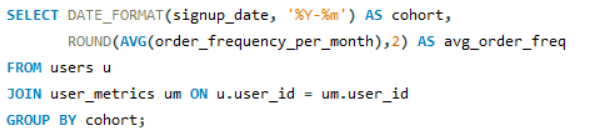 SELECT DATE_FORMAT(signup_date, '%Y-%m') AS cohort,
ROUND(AVG(order_frequency_per_month),2) AS avg_order_freq
FROM users u
JOIN user_metrics um ON u.user_id = um.user_id
GROUP BY cohort;